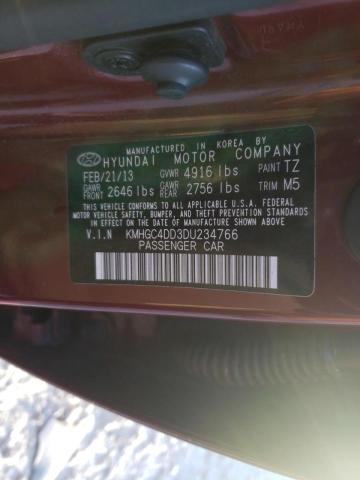 MANUFACTURED IN KOREA BY
HYUNDAI MOTOR COMPANY
FEB/21/13 GVWR 4916 lbs PAINT TZ
GAWR FRONT 2646 lbs GAWR REAR 2756 lbs TRIM M5
THIS VEHICLE CONFORMS TO ALL APPLICABLE U.S.A. FEDERAL
MOTOR VEHICLE SAFETY, BUMPER, AND THEFT PREVENTION
STANDARDS IN EFFECT ON THE DATE OF MANUFACTURE
SHOWN ABOVE.
V.I.N KMHGC4DD3DU234766
PASSENGER CAR